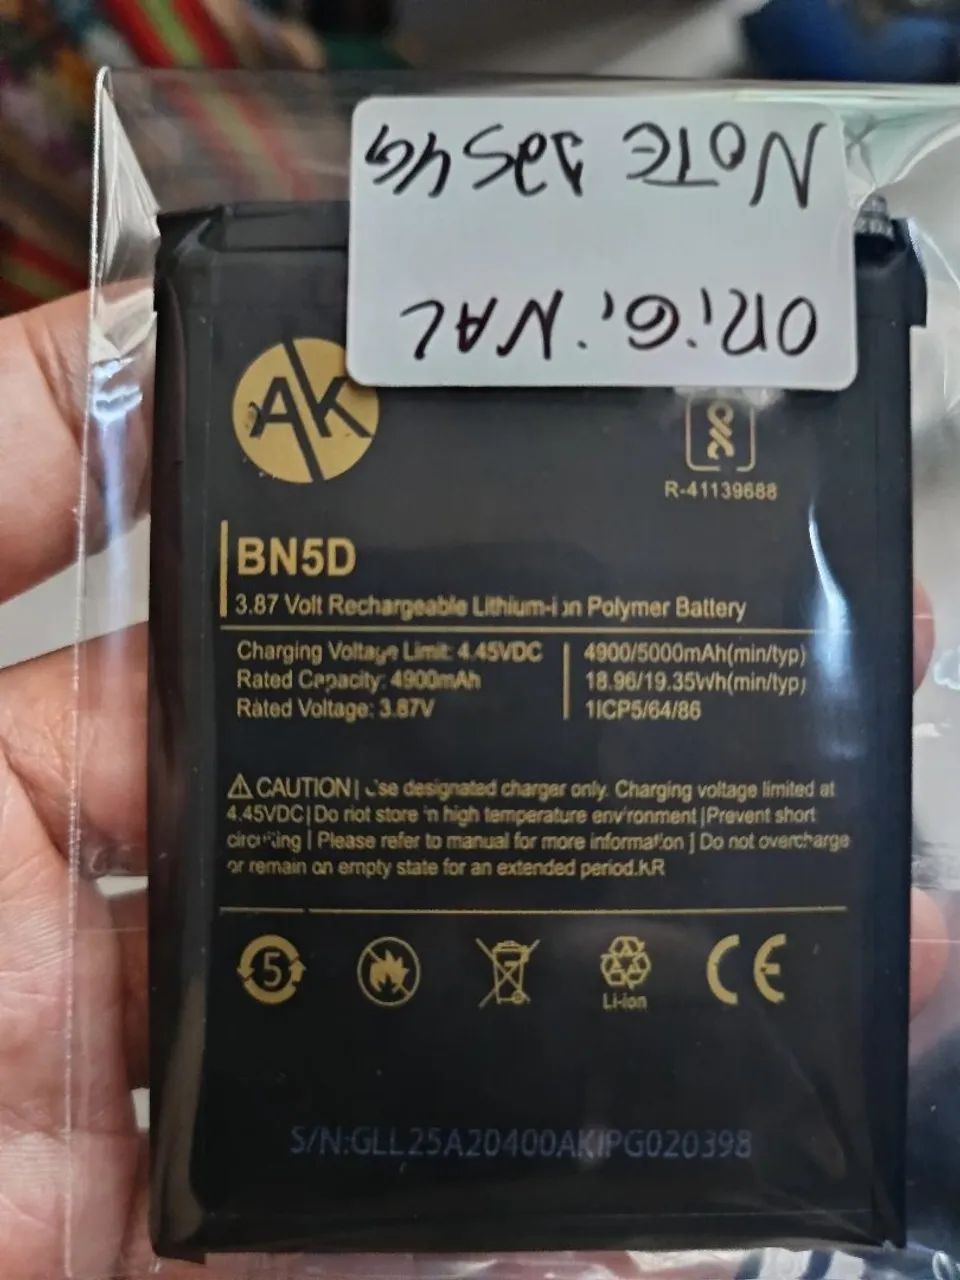 NOTE 11S 4G
ORIGINAL
AK
R-41139688
BN5D
3.87 Volt Rechargeable Lithium-ion Polymer Battery
Charging Voltage Limit: 4.45VDC
Rated Capacity: 4900mAh
Rated Voltage: 3.87V
4900/5000mAh(min/typ)
18.96/19.35Wh(min/typ)
1ICP5/64/86
CAUTION | Use designated charger only. Charging voltage limited at
4.45VDC | Do not store in high temperature environment | Prevent short
circuiting | Please refer to manual for more information | Do not overcharge
or remain on empty state for an extended period.KR
5
Li-ion
CE
S/N:GLL25A20400AKIPG020398